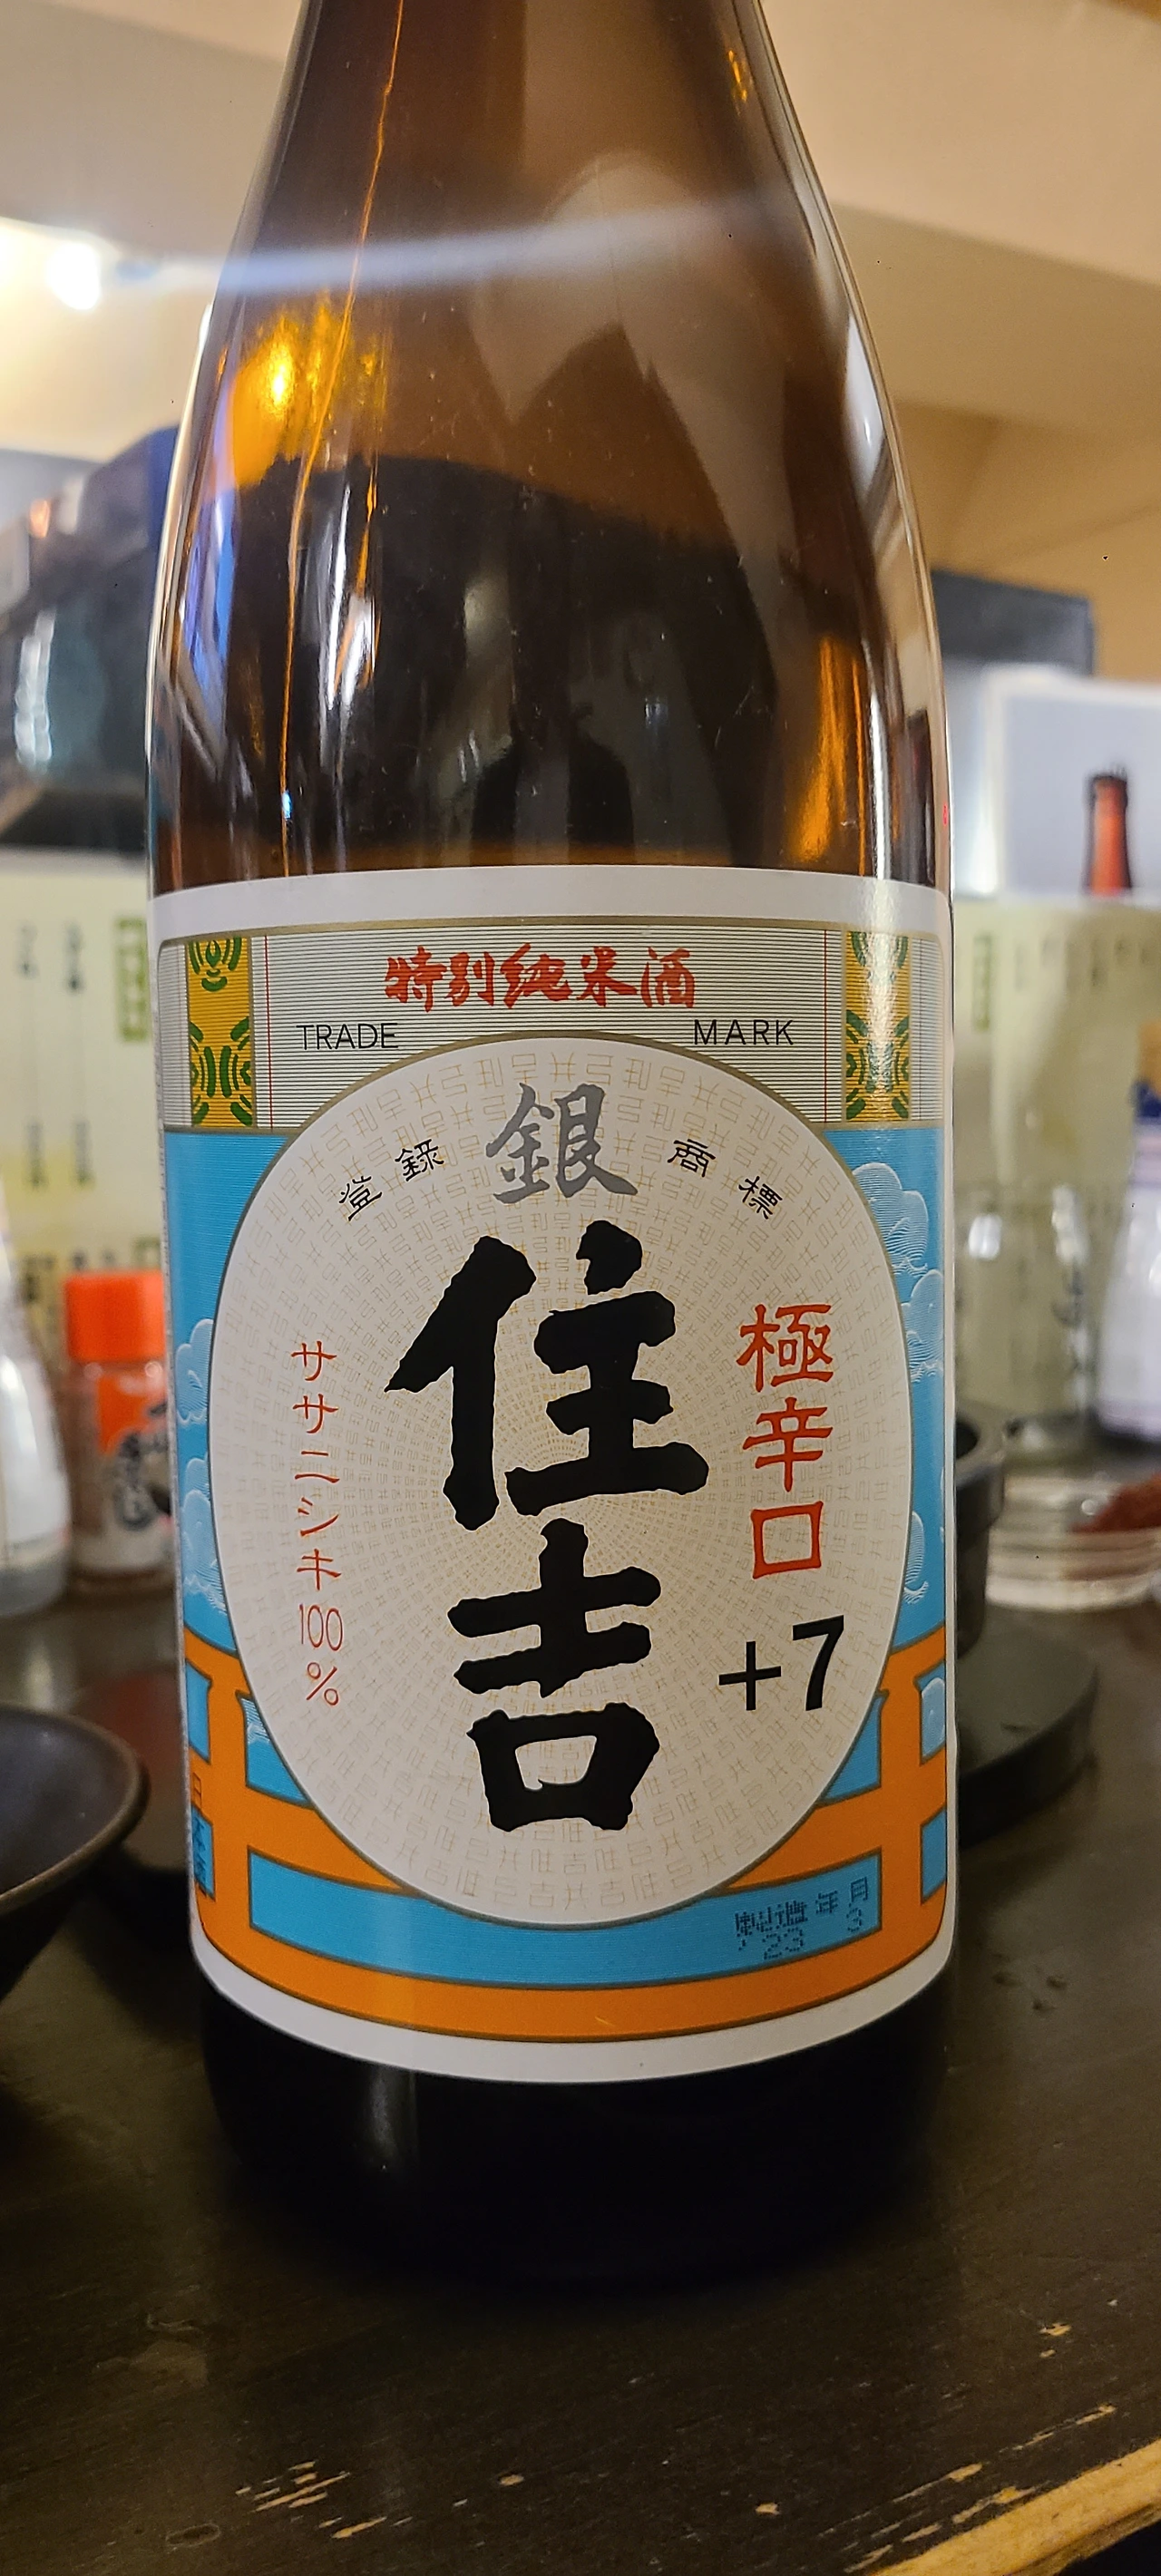 特別純米酒
TRADE MARK
登録 銀 商標
住吉
極辛口
+7
ササニシキ100%
製造年月
23 3